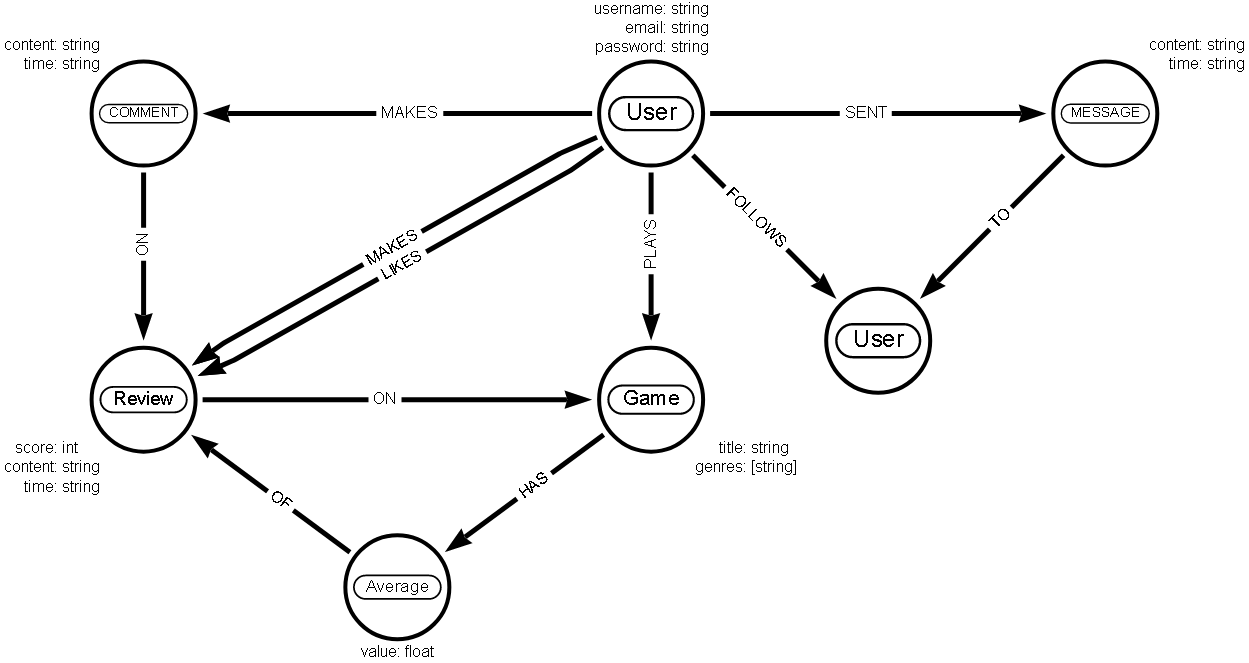 username: string
email: string
password: string
content: string
time: string
content: string
time: string
COMMENT
MAKES
User
SENT
MESSAGE
FOLLOWS
TO
ON
MAKES
LIKES
PLAYS
User
Review
ON
Game
score: int
content: string
time: string
title: string
genres: [string]
OF
HAS
Average
value: float